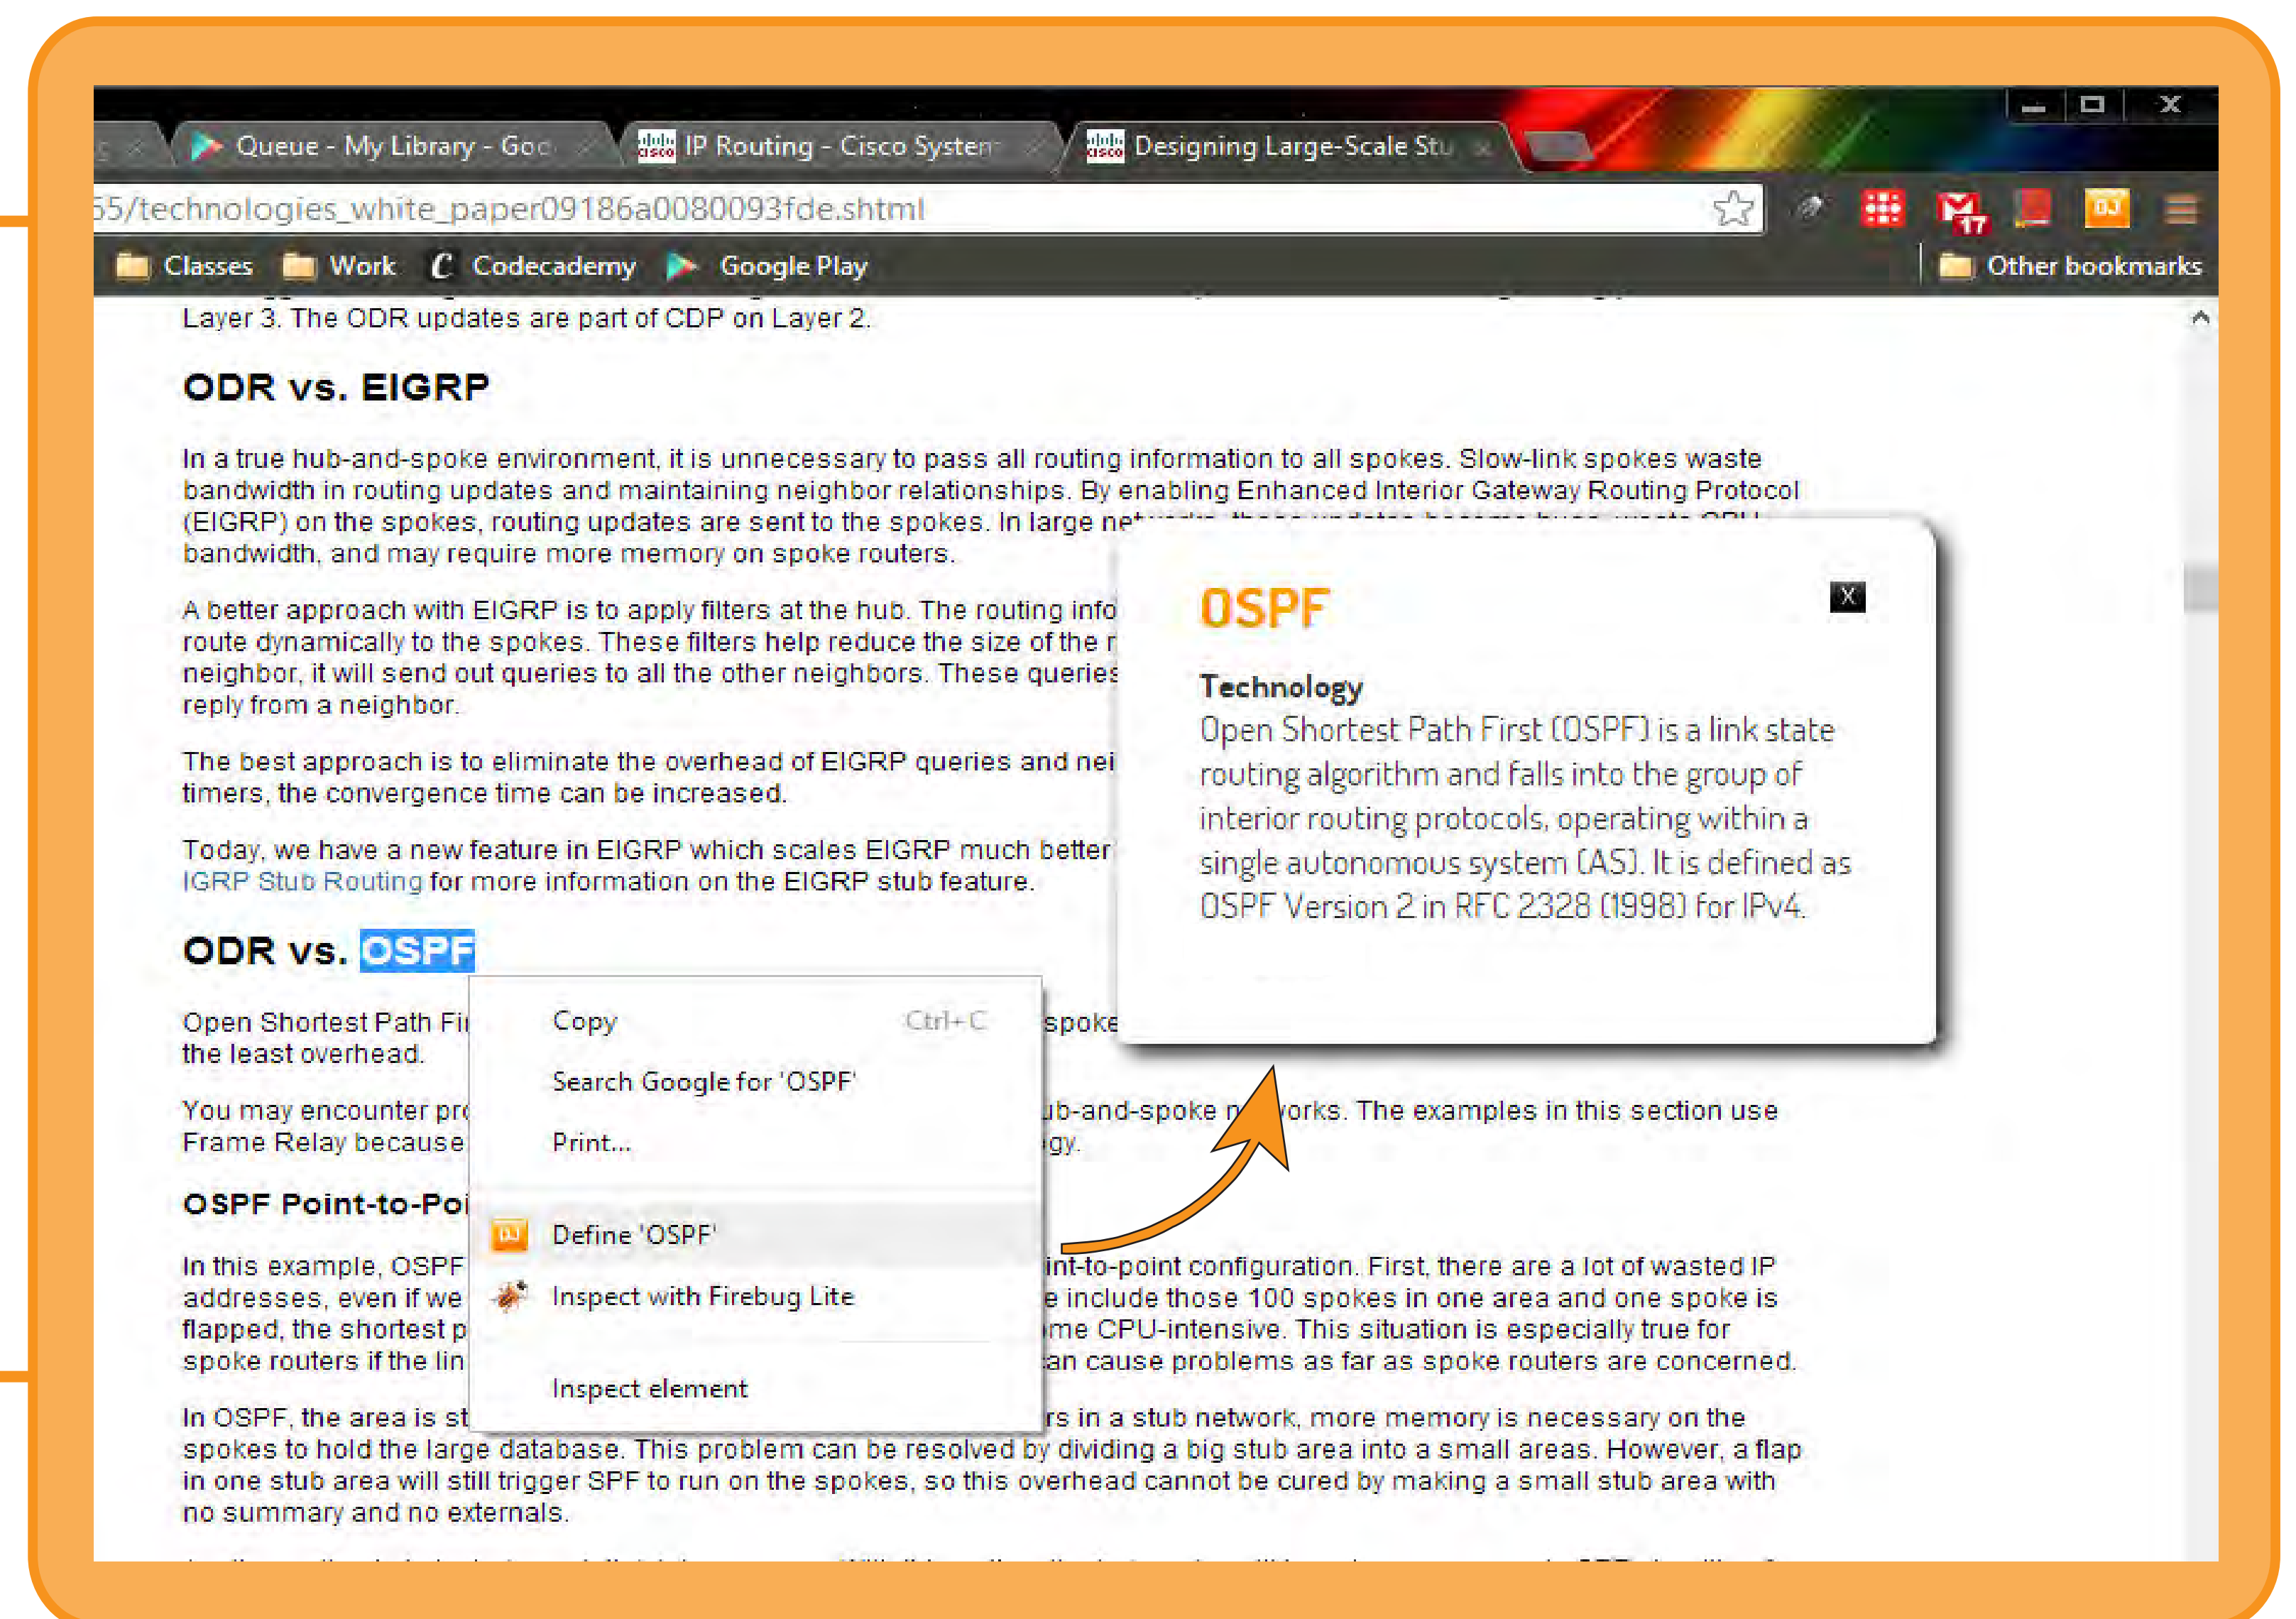 Queue - My Library - Goo
IP Routing - Cisco System
Designing Large-Scale Stu
55/technologies_white_paper09186a0080093fde.shtml
17
DJ
Classes
Work
Codecademy
Google Play
Other bookmarks
Layer 3. The ODR updates are part of CDP on Layer 2.
ODR vs. EIGRP
In a true hub-and-spoke environment, it is unnecessary to pass all routing information to all spokes. Slow-link spokes waste
bandwidth in routing updates and maintaining neighbor relationships. By enabling Enhanced Interior Gateway Routing Protocol
(EIGRP) on the spokes, routing updates are sent to the spokes. In large
bandwidth, and may require more memory on spoke routers.
A better approach with EIGRP is to apply filters at the hub. The routing info
route dynamically to the spokes. These filters help reduce the size of the r
neighbor, it will send out queries to all the other neighbors. These queries
reply from a neighbor.
The best approach is to eliminate the overhead of EIGRP queries and nei
timers, the convergence time can be increased.
Today, we have a new feature in EIGRP which scales EIGRP much better
IGRP Stub Routing for more information on the EIGRP stub feature.
OSPF
X
Technology
Open Shortest Path First (OSPF) is a link state
routing algorithm and falls into the group of
interior routing protocols, operating within a
single autonomous system (AS). It is defined as
OSPF Version 2 in RFC 2328 (1998) for IPv4.
ODR vs. OSPF
Open Shortest Path Fi
spoke
the least overhead.
You may encounter pro
ub-and-spoke networks. The examples in this section use
Frame Relay because
gy.
OSPF Point-to-Poi
In this example, OSPF
int-to-point configuration. First, there are a lot of wasted IP
addresses, even if we
e include those 100 spokes in one area and one spoke is
flapped, the shortest p
me CPU-intensive. This situation is especially true for
spoke routers if the lin
an cause problems as far as spoke routers are concerned.
In OSPF, the area is st
rs in a stub network, more memory is necessary on the
spokes to hold the large database. This problem can be resolved by dividing a big stub area into a small areas. However, a flap
in one stub area will still trigger SPF to run on the spokes, so this overhead cannot be cured by making a small stub area with
no summary and no externals.
Copy Ctrl+C
Search Google for 'OSPF'
Print...
DJ Define 'OSPF'
Inspect with Firebug Lite
Inspect element